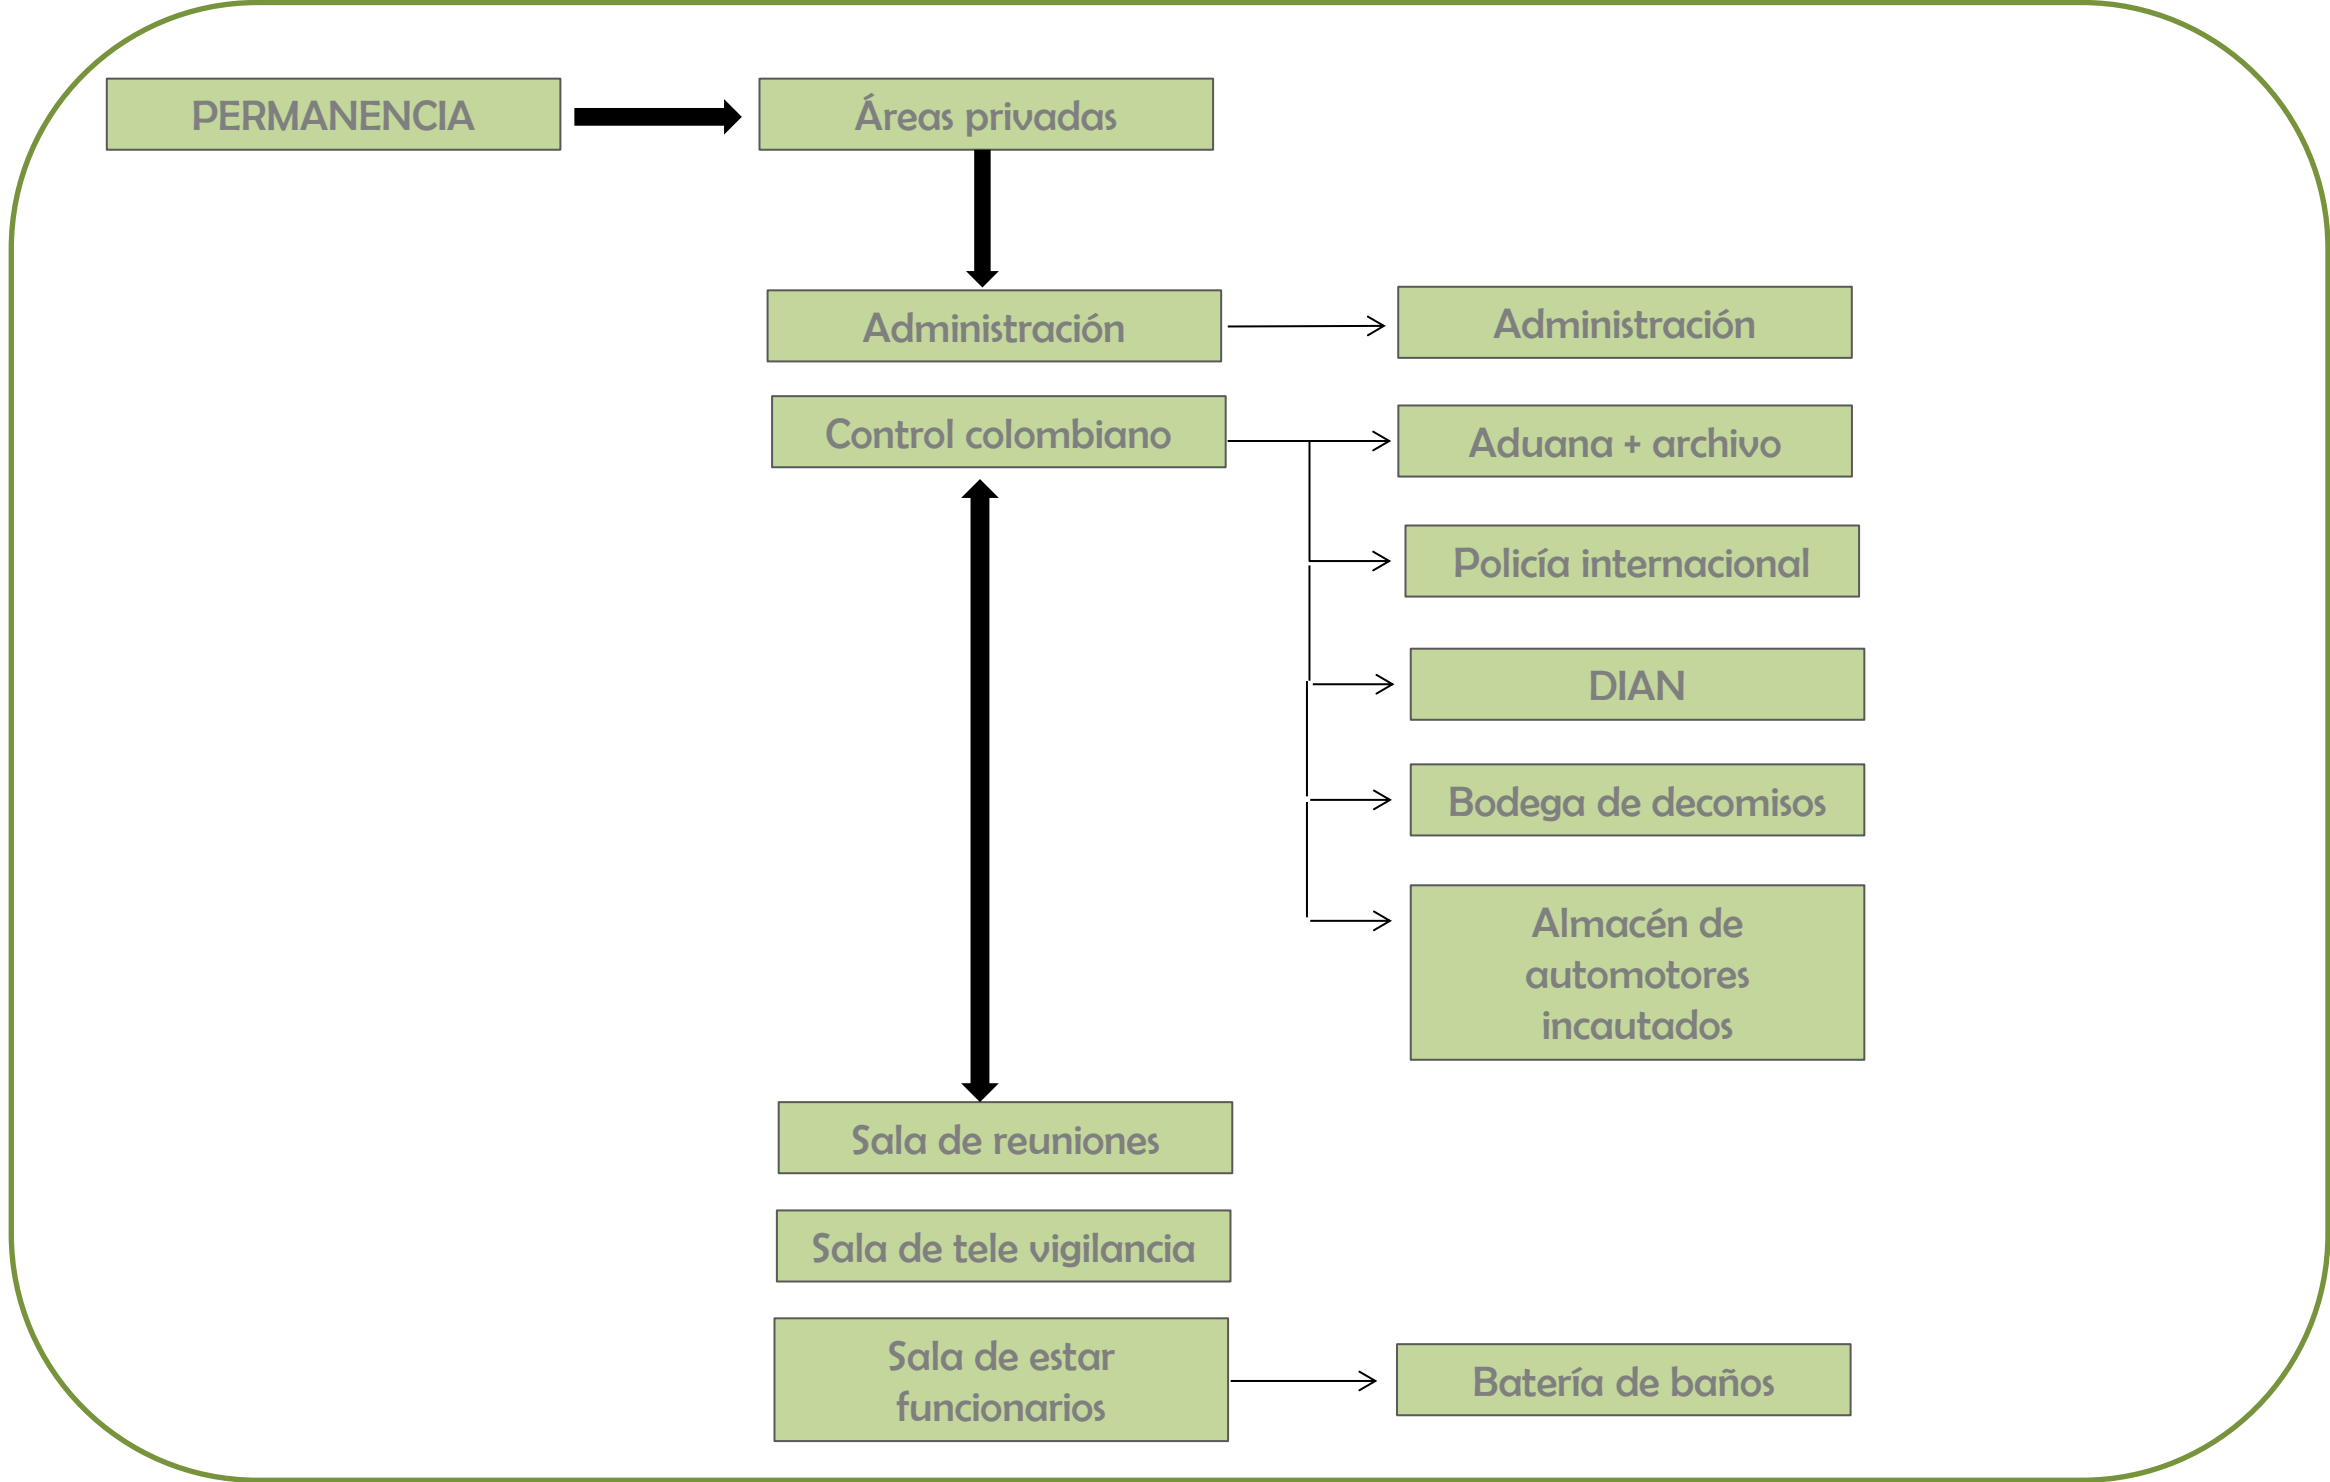 PERMANENCIA
Áreas privadas
Administración
Administración
Control colombiano
Aduana + archivo
Policía internacional
DIAN
Bodega de decomisos
Almacén de
automotores
incautados
Sala de reuniones
Sala de tele vigilancia
Sala de estar
funcionarios
Batería de baños